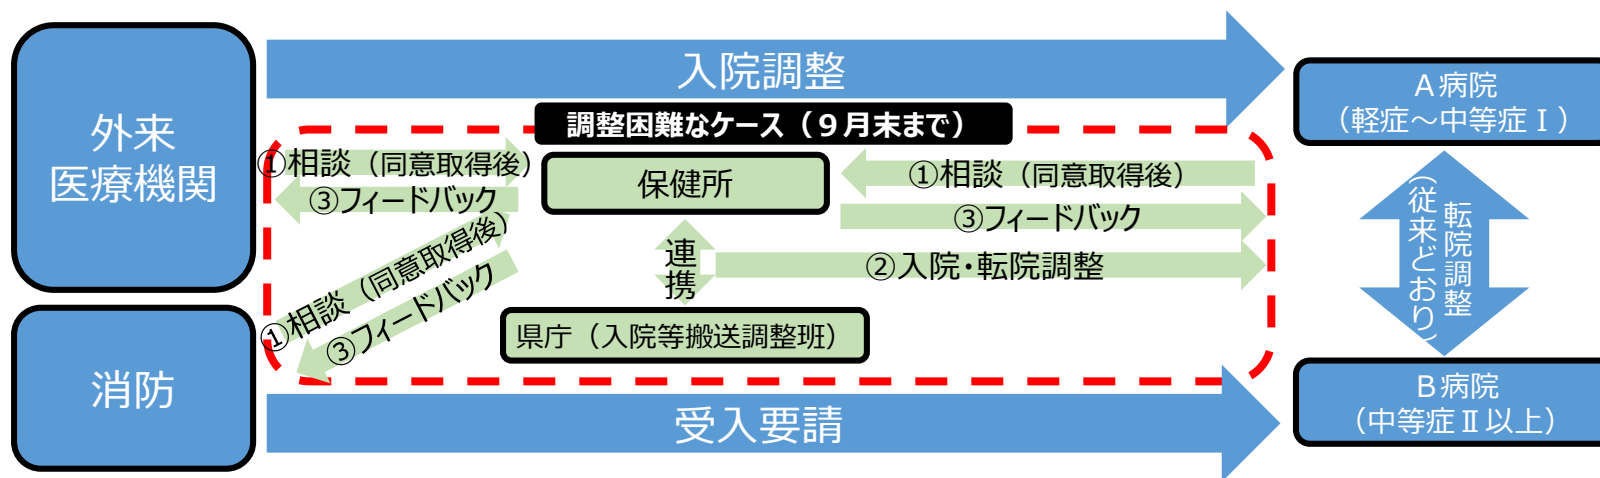 外来
医療機関
入院調整
A病院
（軽症～中等症Ⅰ）
調整困難なケース（９月末まで）
①相談（同意取得後）
③フィードバック
保健所
①相談（同意取得後）
③フィードバック
①相談（同意取得後）
③フィードバック
連携
②入院・転院調整
県庁（入院等搬送調整班）
転院調整
（従来どおり）
消防
受入要請
B病院
（中等症Ⅱ以上）